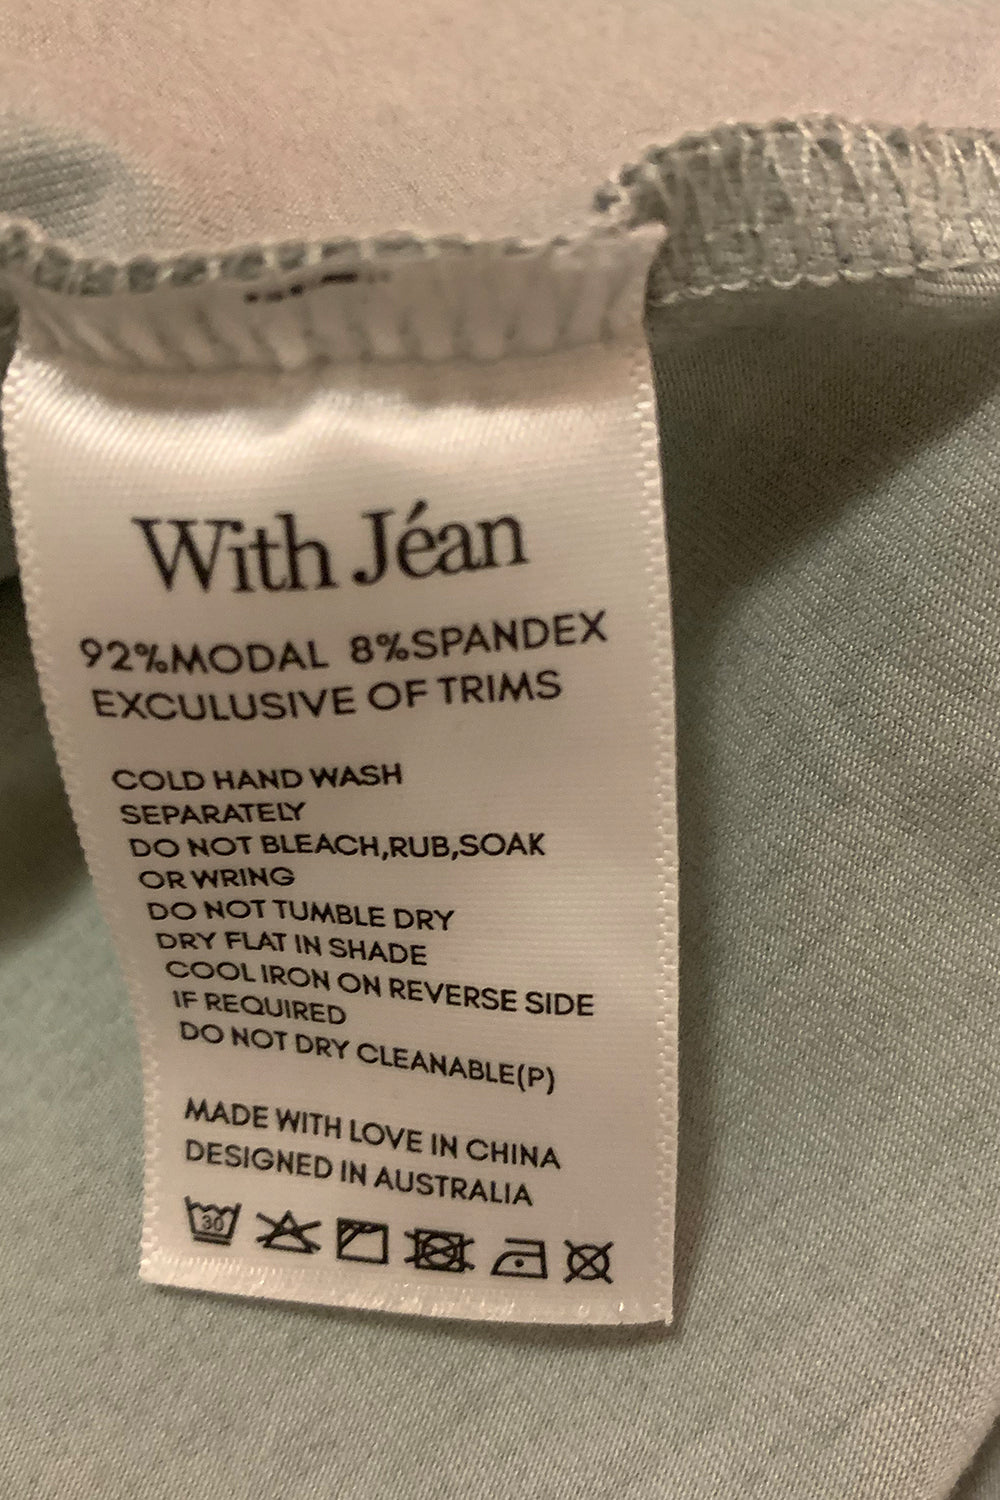 With Jéan
92%MODAL 8%SPANDEX
EXCULUSIVE OF TRIMS
COLD HAND WASH
SEPARATELY
DO NOT BLEACH,RUB,SOAK
OR WRING
DO NOT TUMBLE DRY
DRY FLAT IN SHADE
COOL IRON ON REVERSE SIDE
IF REQUIRED
DO NOT DRY CLEANABLE(P)
MADE WITH LOVE IN CHINA
DESIGNED IN AUSTRALIA
30